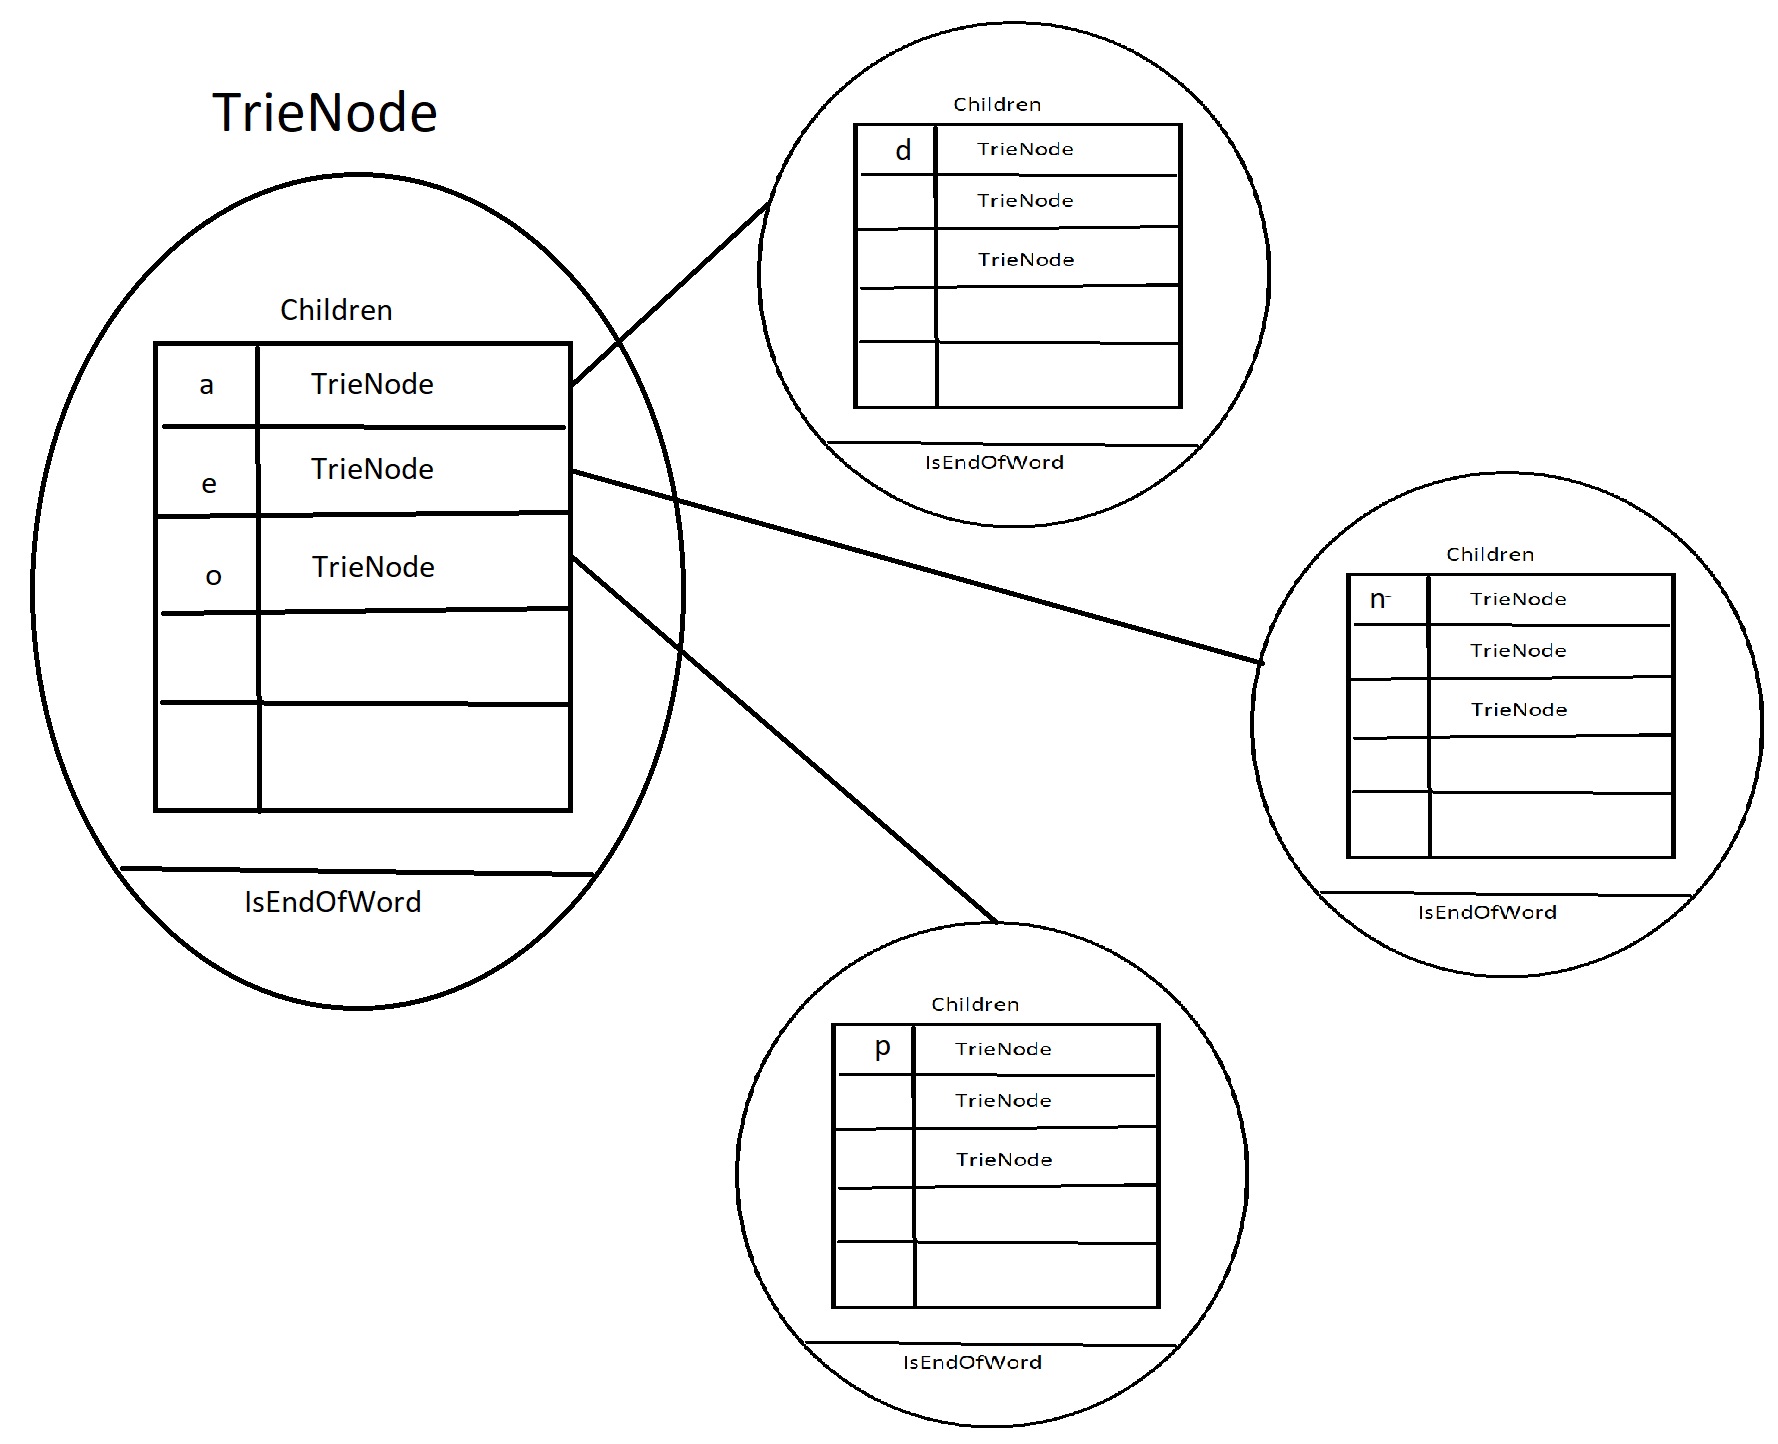 TrieNode
Children
a TrieNode
e TrieNode
o TrieNode
IsEndOfWord
Children
d TrieNode
TrieNode
TrieNode
IsEndOfWord
Children
n- TrieNode
TrieNode
TrieNode
IsEndOfWord
Children
p TrieNode
TrieNode
TrieNode
IsEndOfWord